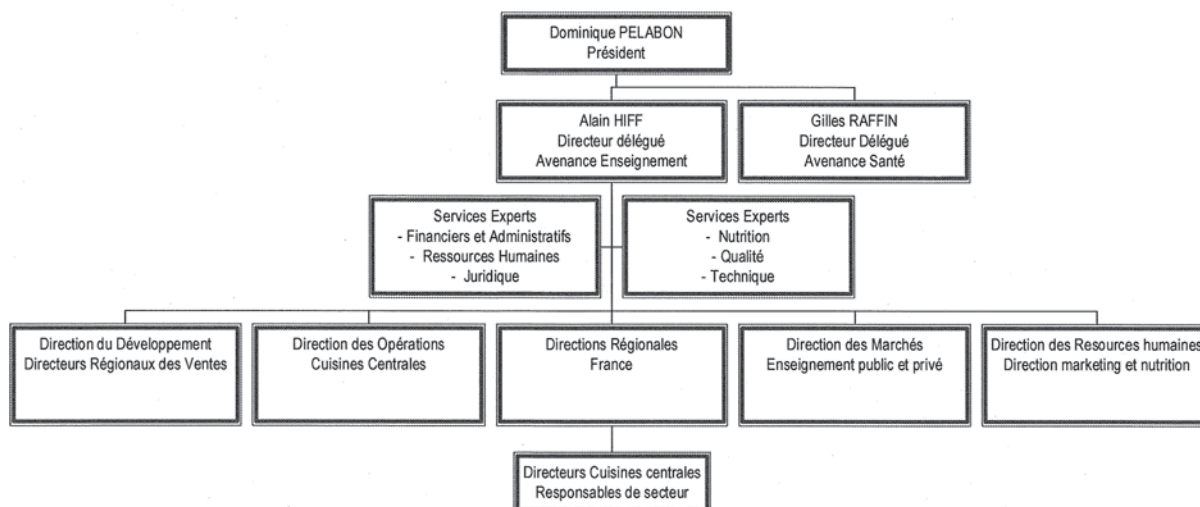 Dominique PELABON
Président
Alain HIFF
Directeur délégué
Avenance Enseignement
Gilles RAFFIN
Directeur Délégué
Avenance Santé
Services Experts
- Financiers et Administratifs
- Ressources Humaines
- Juridique
Services Experts
- Nutrition
- Qualité
- Technique
Direction du Développement
Directeurs Régionaux des Ventes
Direction des Opérations
Cuisines Centrales
Directions Régionales
France
Direction des Marchés
Enseignement public et privé
Direction des Resources humaines
Direction marketing et nutrition
Directeurs Cuisines centrales
Responsables de secteur